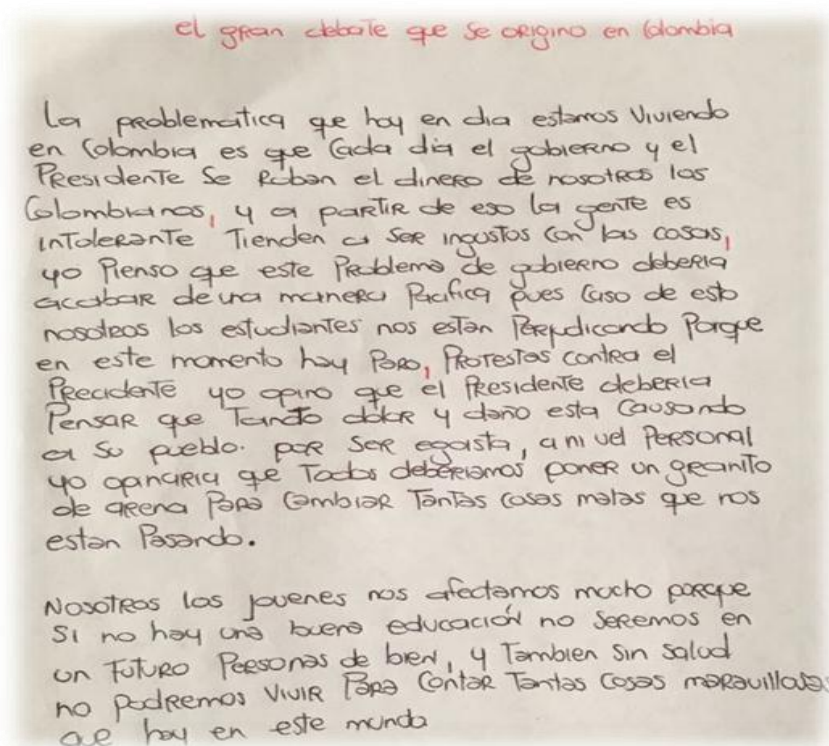 el gran debate que se origino en Colombia
La problematica que hoy en dia estamos Viviendo
en Colombia es que Cada dia el gobierno y el
Presidente Se Roban el dinero de nosotros los
Colombianos, y a partir de eso la gente es
intolerante Tienden a Ser ingustos con las cosas,
yo Pienso que este Problema de gobierno deberia
acabar de una manera Pacifica pues Caso de esto
nosotros los estudiantes nos estan Perjudicando Porque
en este momento hay Paro, Protestas contra el
Precidente yo opino que el Presidente deberia
Pensar que Tanto dolor y daño esta Causando
a Su pueblo. por Ser egoista, a nivel Personal
yo opinaria que Todos deberiamos poner un granito
de arena Para Cambiar Tantas Cosas malas que nos
estan Pasando.
Nosotros los jovenes nos afectamos mucho porque
Si no hay una buena educación no Seremos en
un Futuro Personas de bien, y Tambien Sin Salud
no podremos Vivir Para Contar Tantas Cosas maravillosas
que hay en este mundo